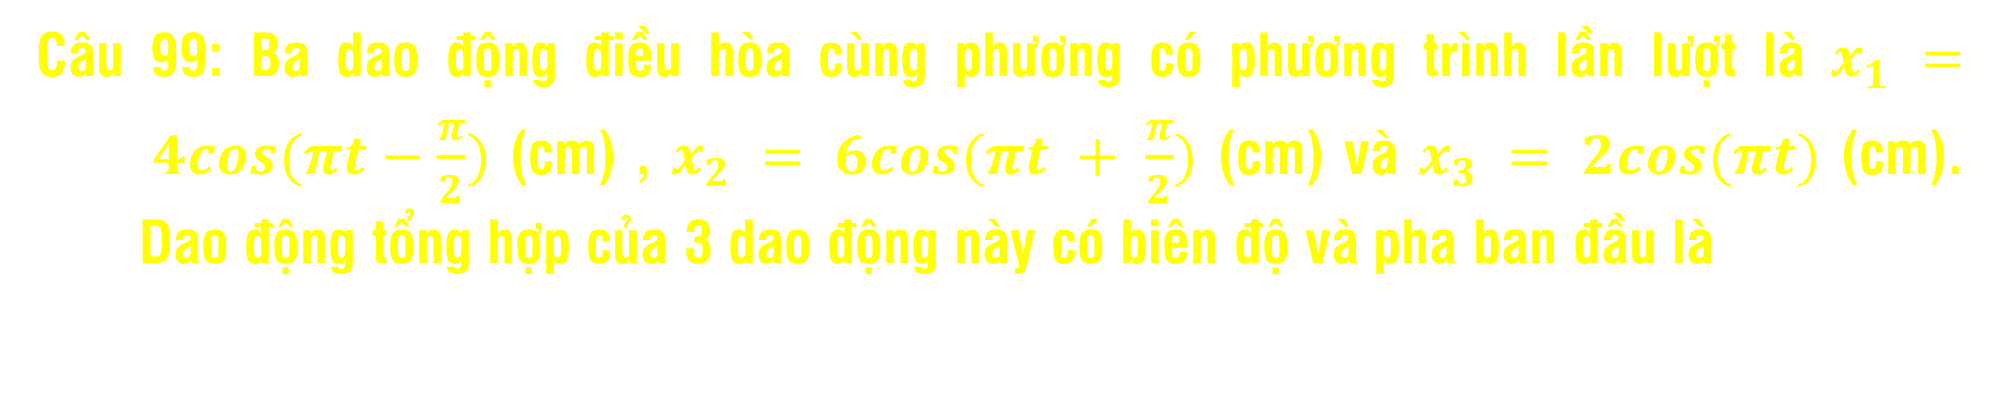 Câu 99: Ba dao động điều hòa cùng phương có phương trình lần lượt là x₁ =
4cos(πt − π/2) (cm) , x₂ = 6cos(πt + π/2) (cm) và x₃ = 2cos(πt) (cm).
Dao động tổng hợp của 3 dao động này có biên độ và pha ban đầu là